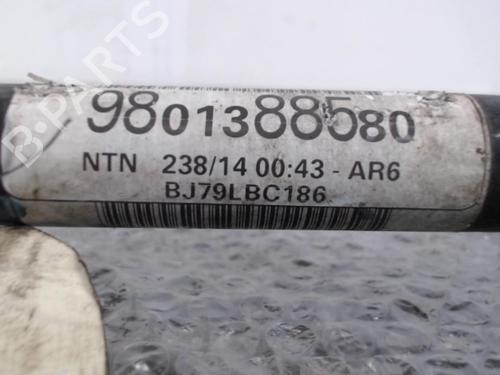 B-PARTS
9801388580
NTN 238/14 00:43 - AR6
BJ79LBC186